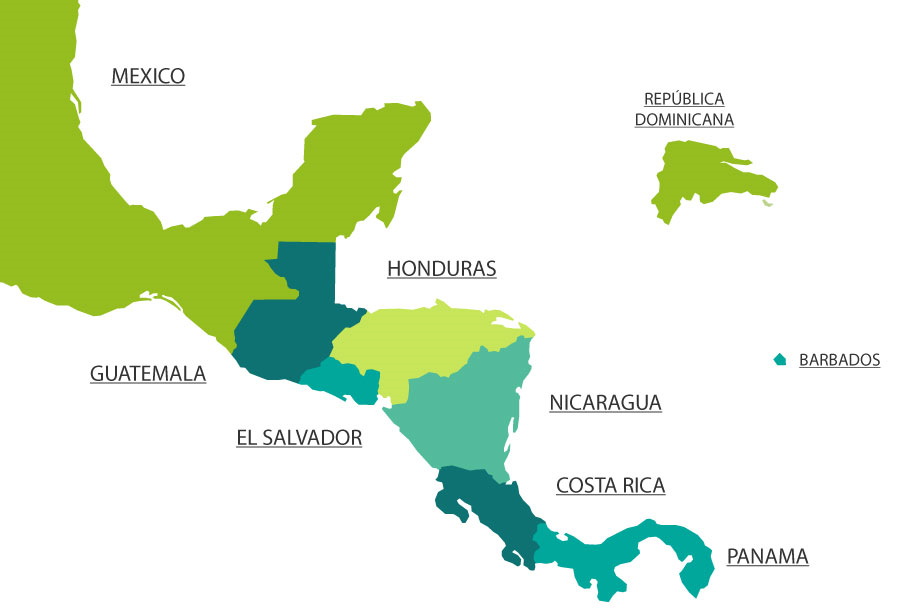 MEXICO
REPÚBLICA
DOMINICANA
HONDURAS
BARBADOS
GUATEMALA
NICARAGUA
EL SALVADOR
COSTA RICA
PANAMA